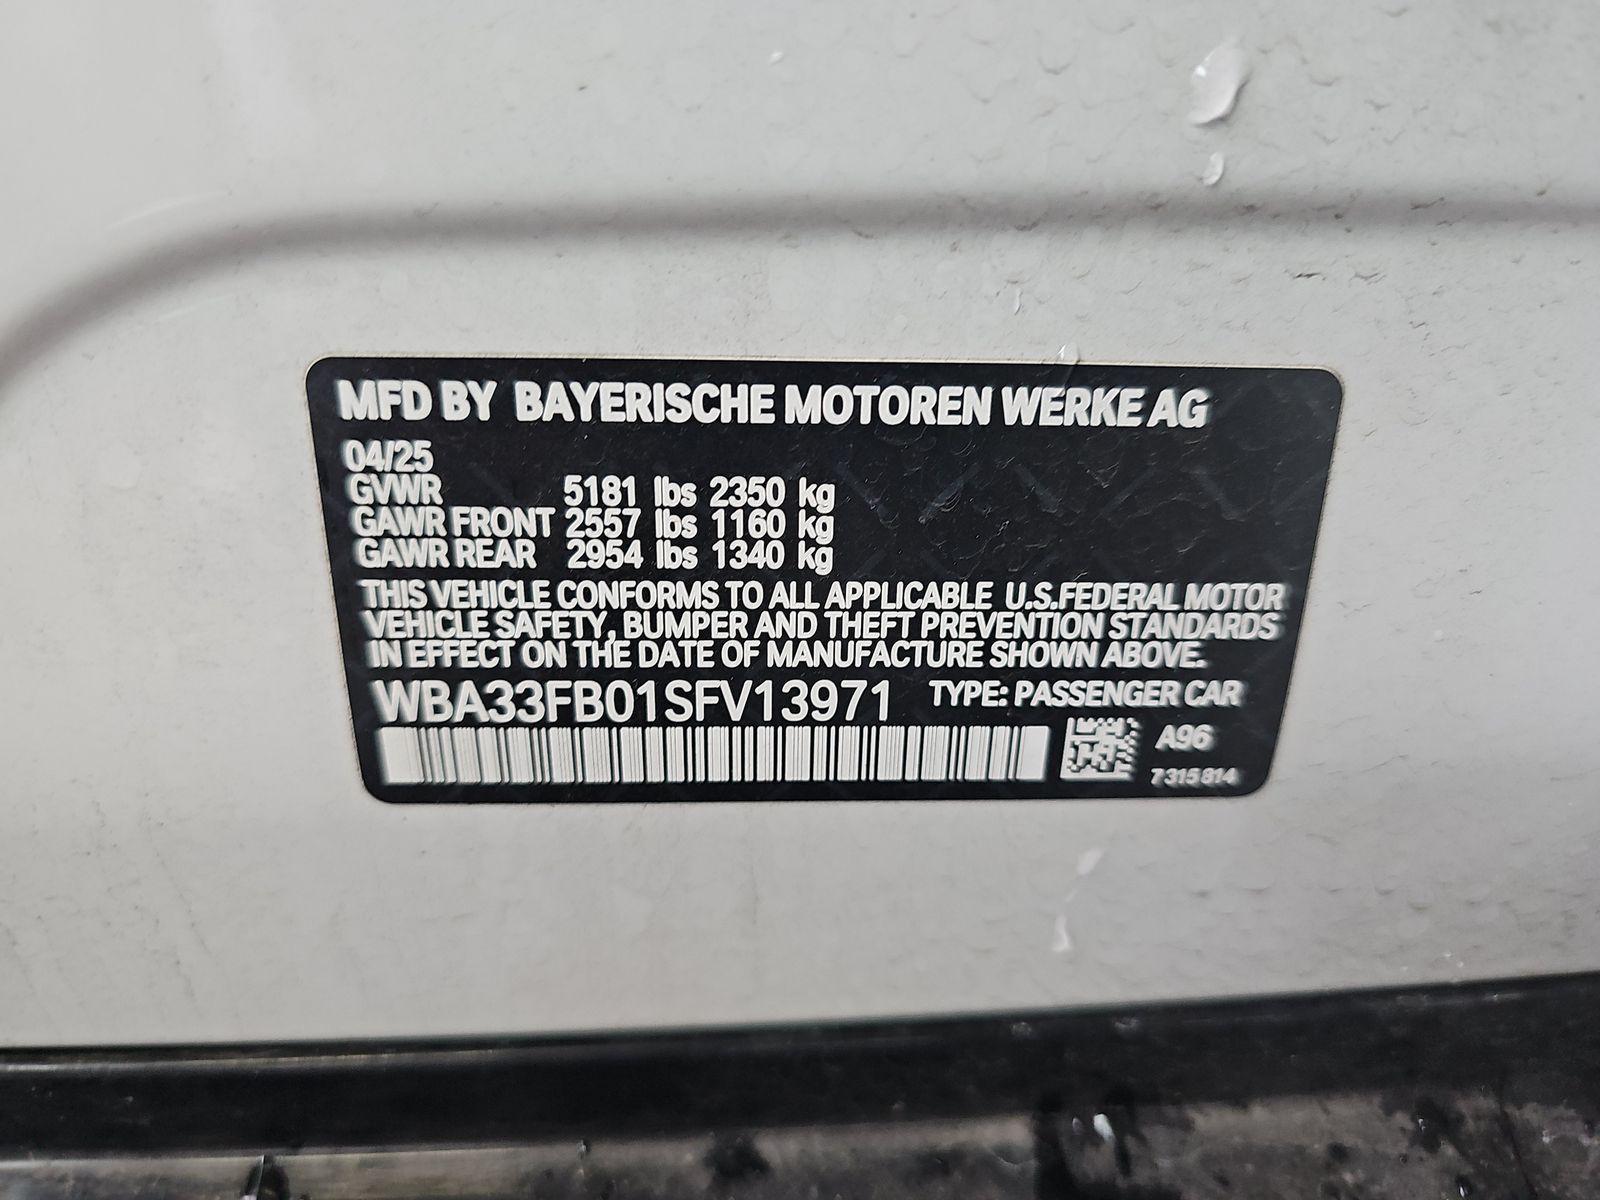 MFD BY BAYERISCHE MOTOREN WERKE AG
04/25
GVWR 5181 lbs 2350 kg
GAWR FRONT 2557 lbs 1160 kg
GAWR REAR 2954 lbs 1340 kg
THIS VEHICLE CONFORMS TO ALL APPLICABLE U.S.FEDERAL MOTOR
VEHICLE SAFETY, BUMPER AND THEFT PREVENTION STANDARDS
IN EFFECT ON THE DATE OF MANUFACTURE SHOWN ABOVE.
WBA33FB01SFV13971 TYPE: PASSENGER CAR
A96
7315814